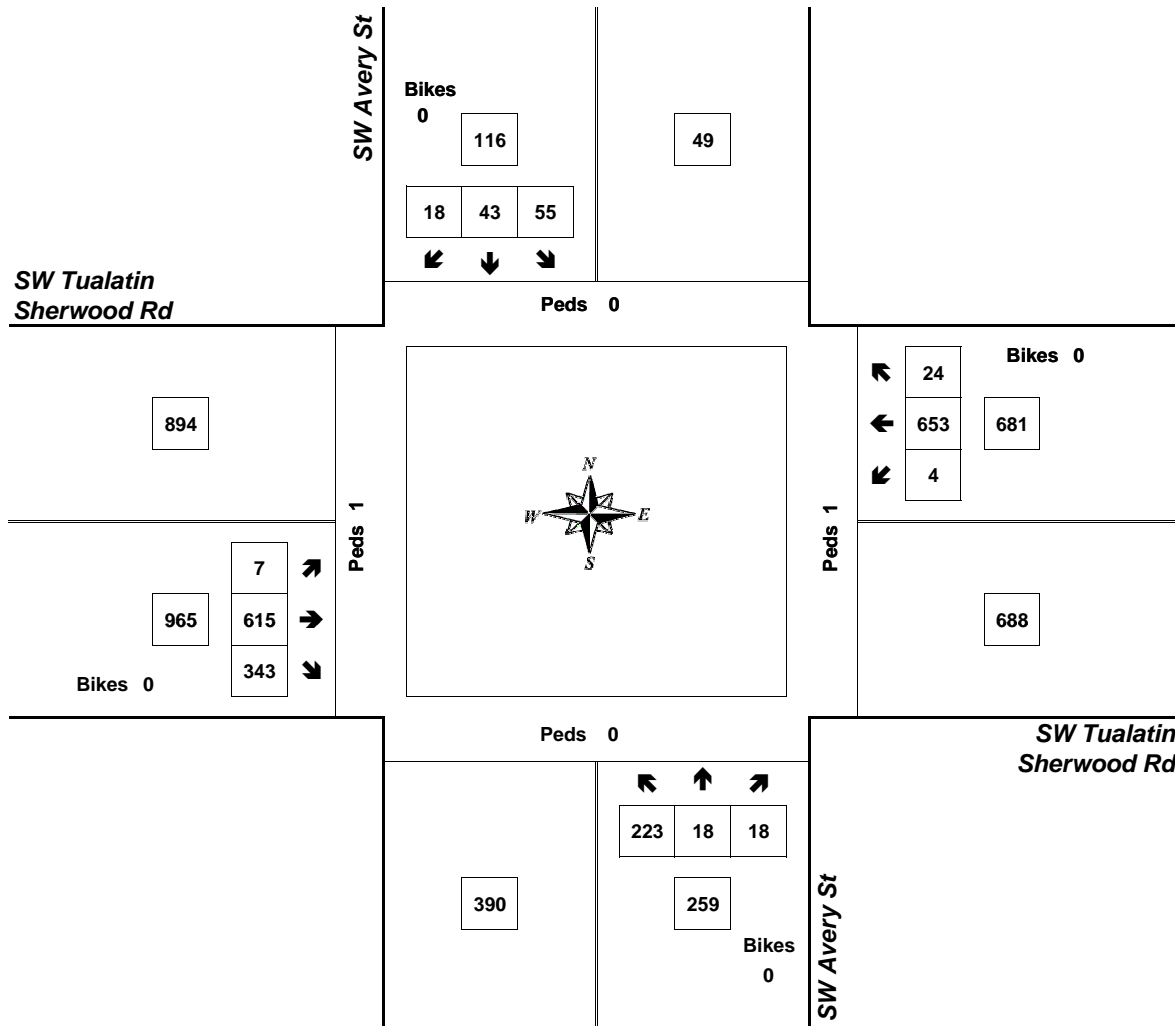 SW Avery St
Bikes
0
116
49
18 43 55
SW Tualatin
Sherwood Rd
Peds 0
Bikes 0
24
894
653 681
4
N
W E
S
Peds 1
Peds 1
7
965 615
688
343
Bikes 0
Peds 0
SW Tualatin
Sherwood Rd
223 18 18
390
259
Bikes
0
SW Avery St